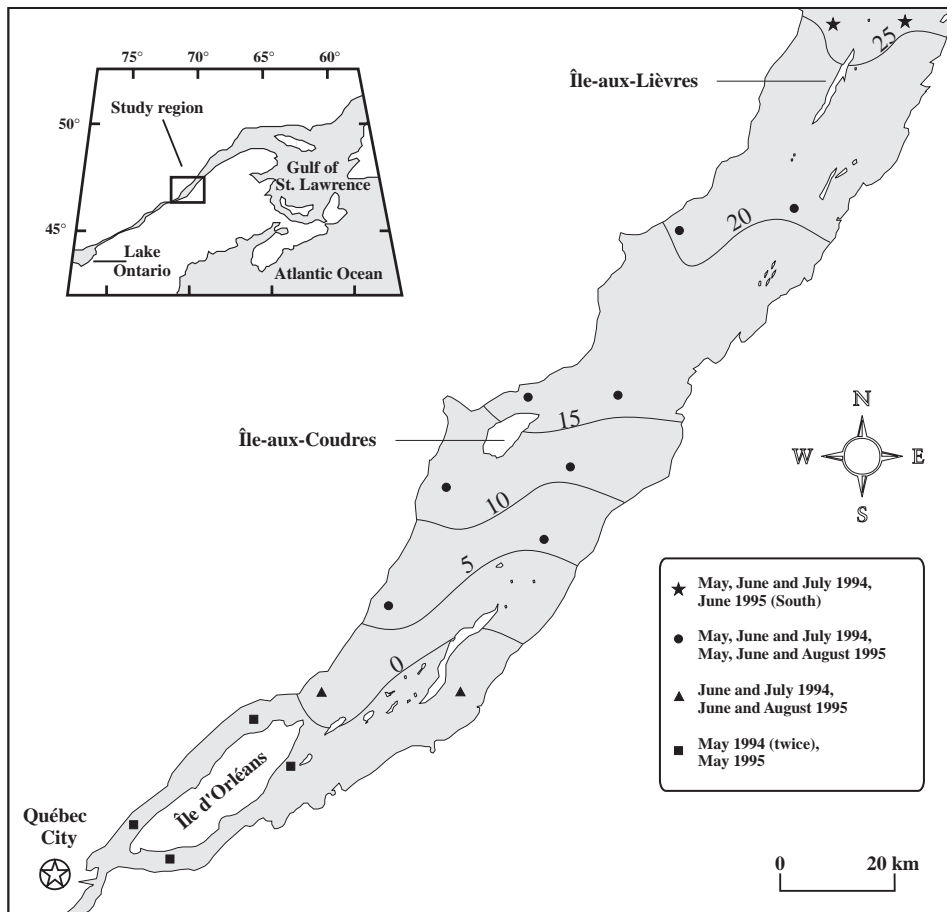 75° 70° 65° 60°
Study region
50°
Gulf of
St. Lawrence
45°
Lake
Ontario
Atlantic Ocean
25
Île-aux-Lièvres
20
15
Île-aux-Coudres
10
5
0
N
W E
S
May, June and July 1994,
June 1995 (South)
May, June and July 1994,
May, June and August 1995
June and July 1994,
June and August 1995
May 1994 (twice),
May 1995
Île d'Orléans
Québec
City
0 20 km